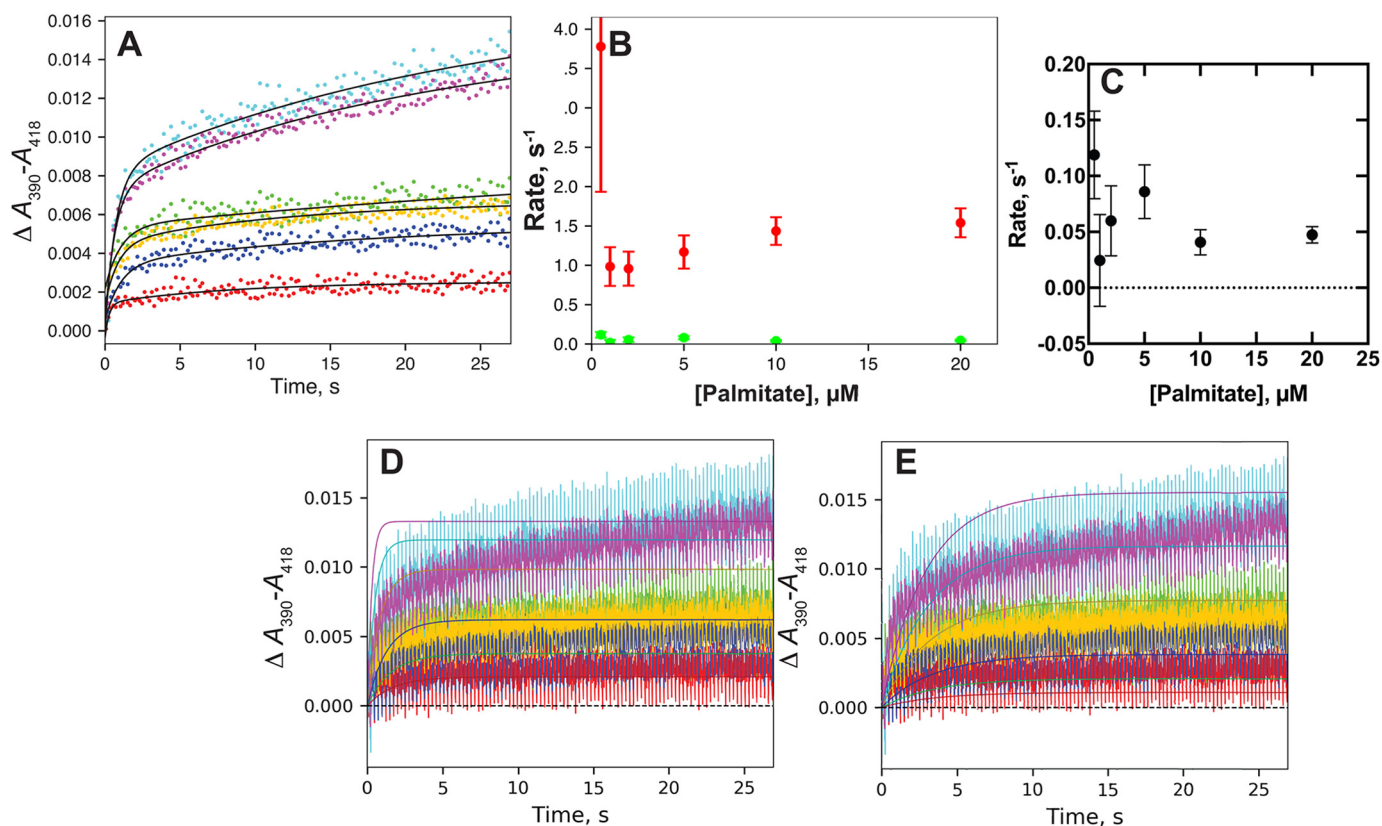 A
0.016
0.014
0.012
0.010
0.008
0.006
0.004
0.002
0.000
Δ A390-A418
0 5 10 15 20 25
Time, s
B
4.0
.5
.0
2.0
1.5
1.0
0.5
0.0
Rate, s-1
0 5 10 15 20
[Palmitate], µM
C
0.20
0.15
0.10
0.05
0.00
-0.05
Rate, s-1
0 5 10 15 20 25
[Palmitate], µM
D
0.015
0.010
0.005
0.000
Δ A390-A418
0 5 10 15 20 25
Time, s
E
0.015
0.010
0.005
0.000
Δ A390-A418
0 5 10 15 20 25
Time, s